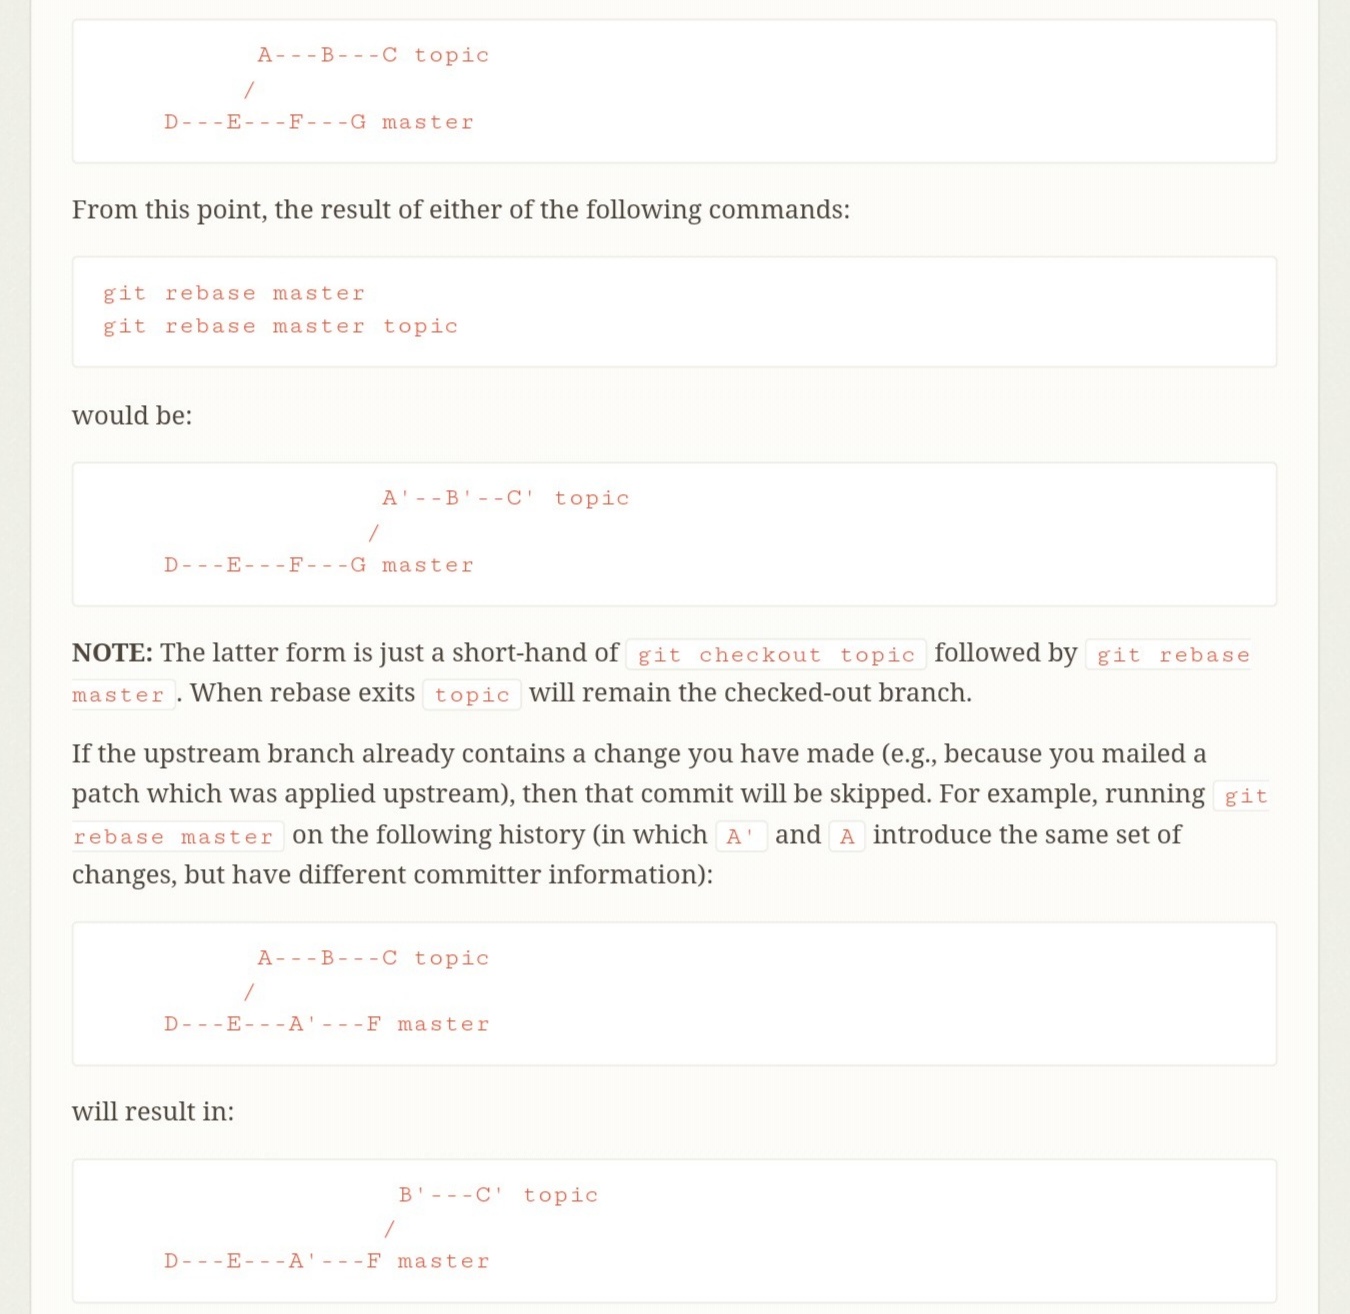 A---B---C topic
/
D---E---F---G master
From this point, the result of either of the following commands:
git rebase master
git rebase master topic
would be:
A'--B'--C' topic
/
D---E---F---G master
NOTE: The latter form is just a short-hand of git checkout topic followed by git rebase
master . When rebase exits topic will remain the checked-out branch.
If the upstream branch already contains a change you have made (e.g., because you mailed a
patch which was applied upstream), then that commit will be skipped. For example, running git
rebase master on the following history (in which A' and A introduce the same set of
changes, but have different committer information):
A---B---C topic
/
D---E---A'---F master
will result in:
B'---C' topic
/
D---E---A'---F master